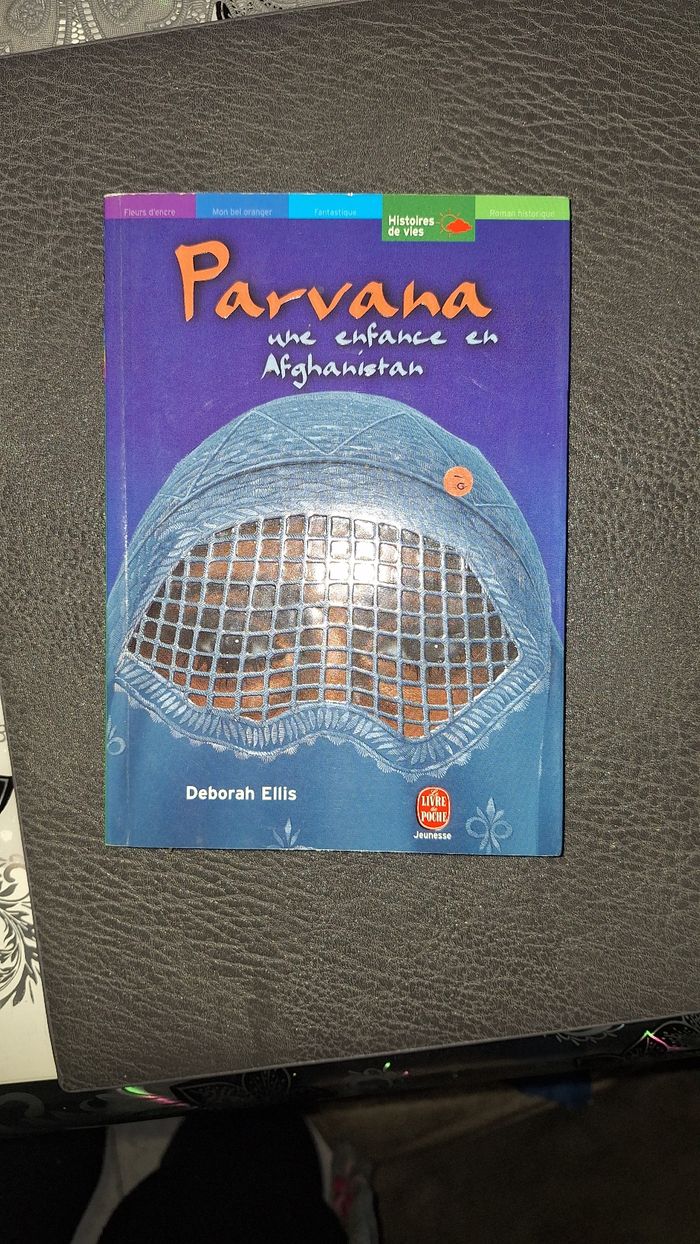 Fleurs d'encre
Mon bel oranger
Fantastique
Histoires
de vies
Roman historique
Parvana
une enfance en
Afghanistan
Deborah Ellis
Le
LIVRE
de
POCHE
Jeunesse